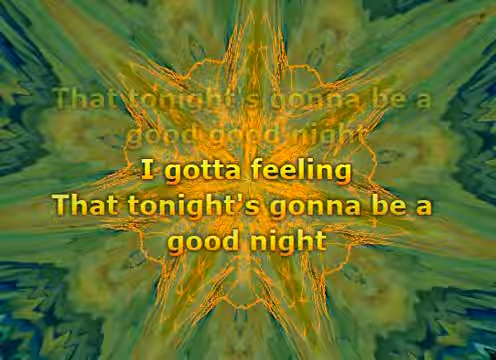 That tonight's gonna be a
good good night
I gotta feeling
That tonight's gonna be a
good night